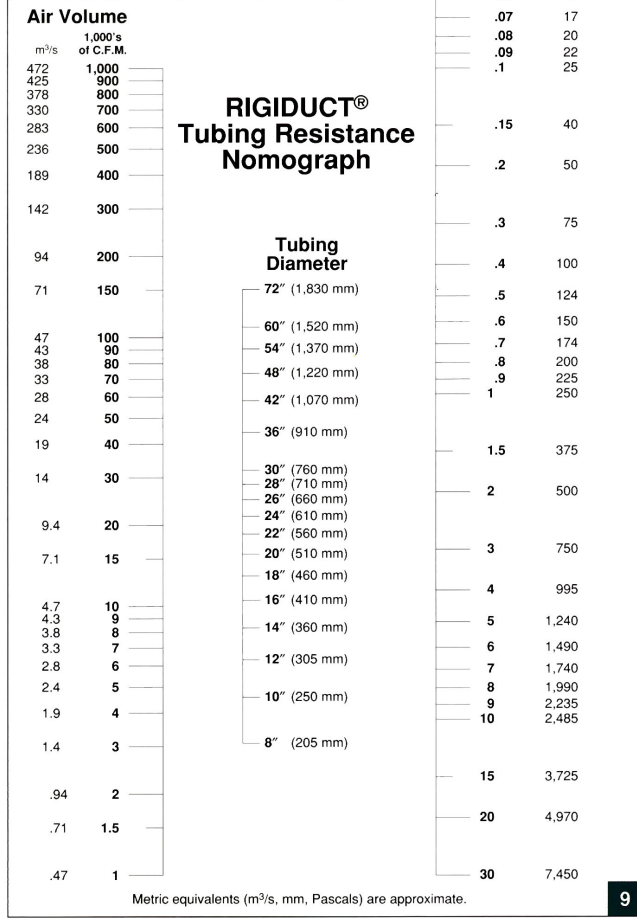 Air Volume
m³/s
1,000's
of C.F.M.
472 1,000
425 900
378 800
330 700
283 600
236 500
189 400
142 300
94 200
71 150
47 100
43 90
38 80
33 70
28 60
24 50
19 40
14 30
9.4 20
7.1 15
4.7 10
4.3 9
3.8 8
3.3 7
2.8 6
2.4 5
1.9 4
1.4 3
.94 2
.71 1.5
.47 1
RIGIDUCT®
Tubing Resistance
Nomograph
Tubing
Diameter
72″ (1,830 mm)
60″ (1,520 mm)
54″ (1,370 mm)
48″ (1,220 mm)
42″ (1,070 mm)
36″ (910 mm)
30″ (760 mm)
28″ (710 mm)
26″ (660 mm)
24″ (610 mm)
22″ (560 mm)
20″ (510 mm)
18″ (460 mm)
16″ (410 mm)
14″ (360 mm)
12″ (305 mm)
10″ (250 mm)
8″ (205 mm)
.07 17
.08 20
.09 22
.1 25
.15 40
.2 50
.3 75
.4 100
.5 124
.6 150
.7 174
.8 200
.9 225
1 250
1.5 375
2 500
3 750
4 995
5 1,240
6 1,490
7 1,740
8 1,990
9 2,235
10 2,485
15 3,725
20 4,970
30 7,450
Metric equivalents (m³/s, mm, Pascals) are approximate.
9